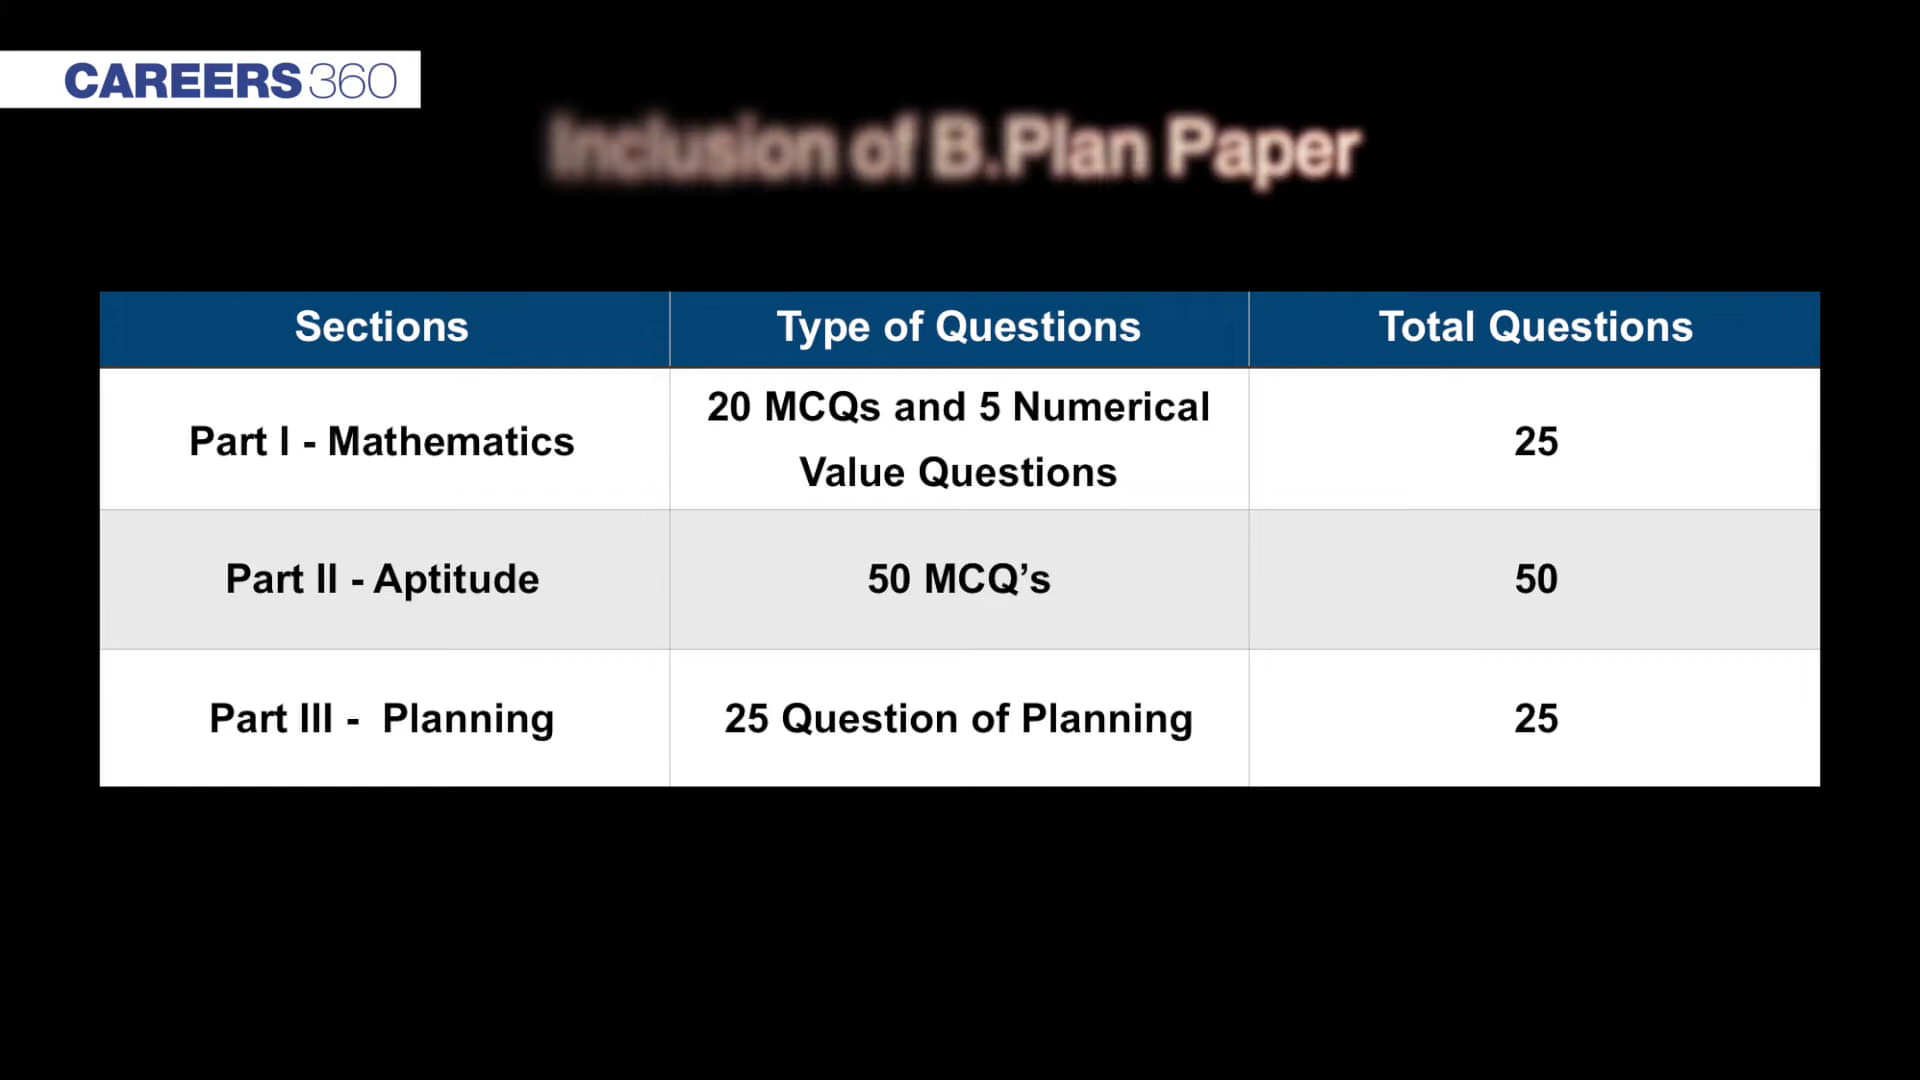 CAREERS360
Inclusion of B.Plan Paper
Sections Type of Questions Total Questions
Part I - Mathematics 20 MCQs and 5 Numerical Value Questions 25
Part II - Aptitude 50 MCQ’s 50
Part III - Planning 25 Question of Planning 25